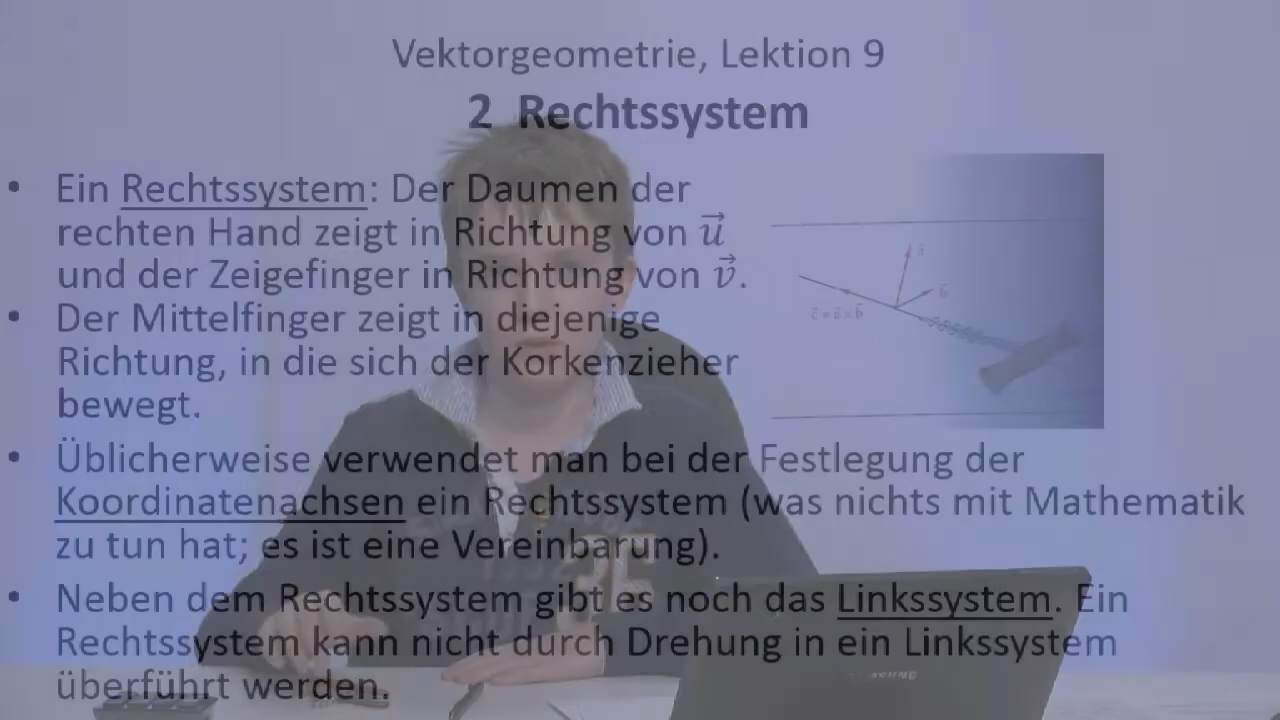 Vektorgeometrie, Lektion 9
2 Rechtssystem
• Ein Rechtssystem: Der Daumen der
rechten Hand zeigt in Richtung von u⃗
und der Zeigefinger in Richtung von v⃗.
• Der Mittelfinger zeigt in diejenige
Richtung, in die sich der Korkenzieher
bewegt.
• Üblicherweise verwendet man bei der Festlegung der
Koordinatenachsen ein Rechtssystem (was nichts mit Mathematik
zu tun hat; es ist eine Vereinbarung).
• Neben dem Rechtssystem gibt es noch das Linkssystem. Ein
Rechtssystem kann nicht durch Drehung in ein Linkssystem
überführt werden.
a⃗
b⃗
c⃗ = a⃗ × b⃗
SAMSUNG